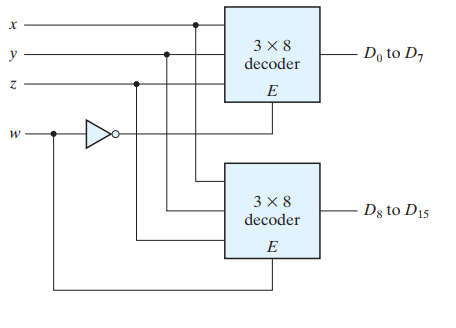 x
y
z
w
3 × 8
decoder
E
D₀ to D₇
3 × 8
decoder
E
D₈ to D₁₅